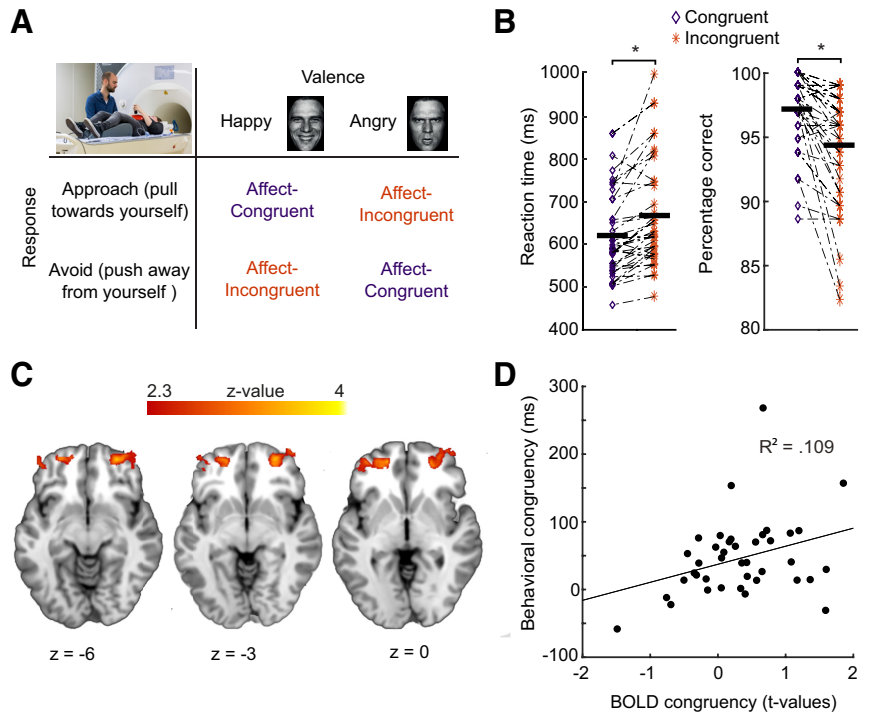 A
Valence
Happy
Angry
Response
Approach (pull
towards yourself)
Affect-
Congruent
Affect-
Incongruent
Avoid (push away
from yourself )
Affect-
Incongruent
Affect-
Congruent
B
Congruent
Incongruent
*
*
Reaction time (ms)
1000
900
800
700
600
500
400
Percentage correct
100
95
90
85
80
C
2.3
z-value
4
z = -6
z = -3
z = 0
D
Behavioral congruency (ms)
300
200
100
0
-100
R² = .109
-2
-1
0
1
2
BOLD congruency (t-values)